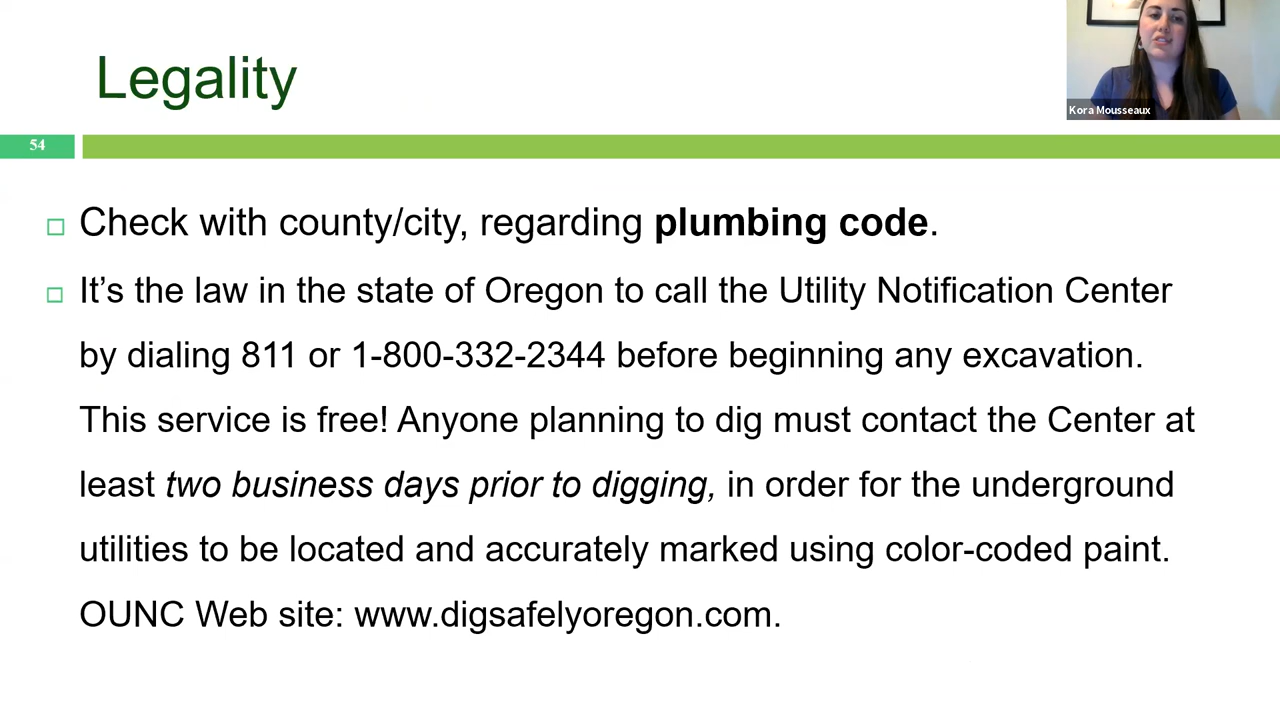 Legality
Kora Mousseaux
54
Check with county/city, regarding plumbing code.
It's the law in the state of Oregon to call the Utility Notification Center
by dialing 811 or 1-800-332-2344 before beginning any excavation.
This service is free! Anyone planning to dig must contact the Center at
least two business days prior to digging, in order for the underground
utilities to be located and accurately marked using color-coded paint.
OUNC Web site: www.digsafelyoregon.com.